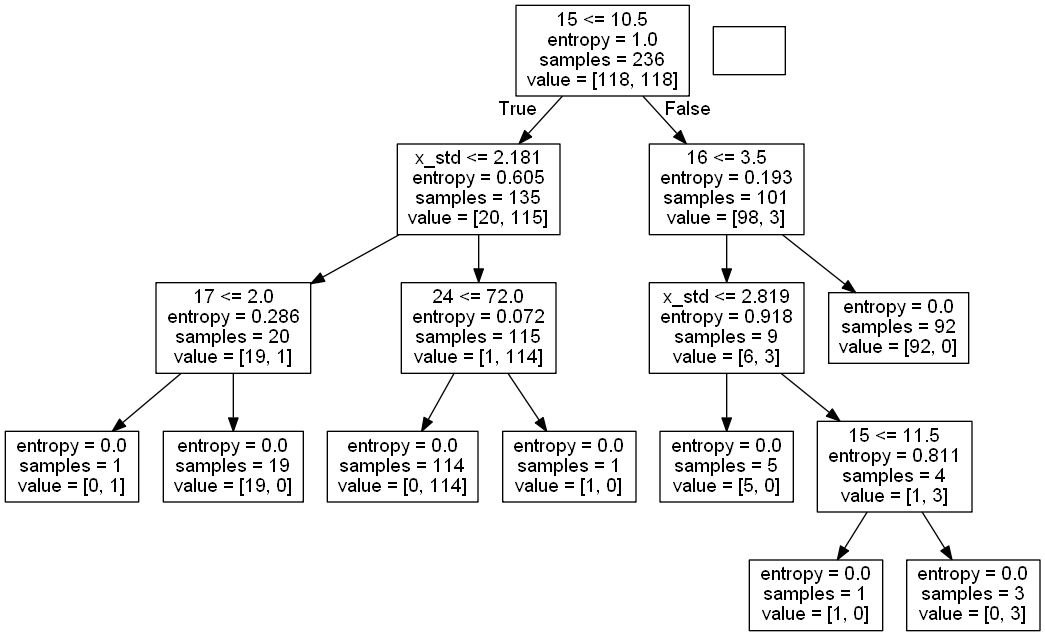 15 <= 10.5
entropy = 1.0
samples = 236
value = [118, 118]
True
False
x_std <= 2.181
entropy = 0.605
samples = 135
value = [20, 115]
16 <= 3.5
entropy = 0.193
samples = 101
value = [98, 3]
17 <= 2.0
entropy = 0.286
samples = 20
value = [19, 1]
24 <= 72.0
entropy = 0.072
samples = 115
value = [1, 114]
x_std <= 2.819
entropy = 0.918
samples = 9
value = [6, 3]
entropy = 0.0
samples = 92
value = [92, 0]
entropy = 0.0
samples = 1
value = [0, 1]
entropy = 0.0
samples = 19
value = [19, 0]
entropy = 0.0
samples = 114
value = [0, 114]
entropy = 0.0
samples = 1
value = [1, 0]
entropy = 0.0
samples = 5
value = [5, 0]
15 <= 11.5
entropy = 0.811
samples = 4
value = [1, 3]
entropy = 0.0
samples = 1
value = [1, 0]
entropy = 0.0
samples = 3
value = [0, 3]